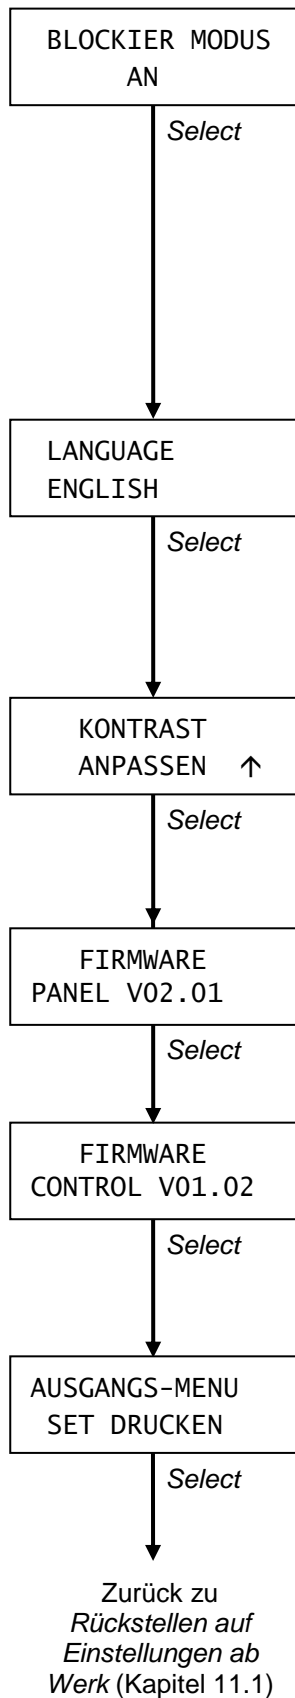 BLOCKIER MODUS
AN
Select
LANGUAGE
ENGLISH
Select
KONTRAST
ANPASSEN ↑
Select
FIRMWARE
PANEL V02.01
Select
FIRMWARE
CONTROL V01.02
Select
AUSGANGS-MENU
SET DRUCKEN
Select
Zurück zu
Rückstellen auf
Einstellungen ab
Werk (Kapitel 11.1)